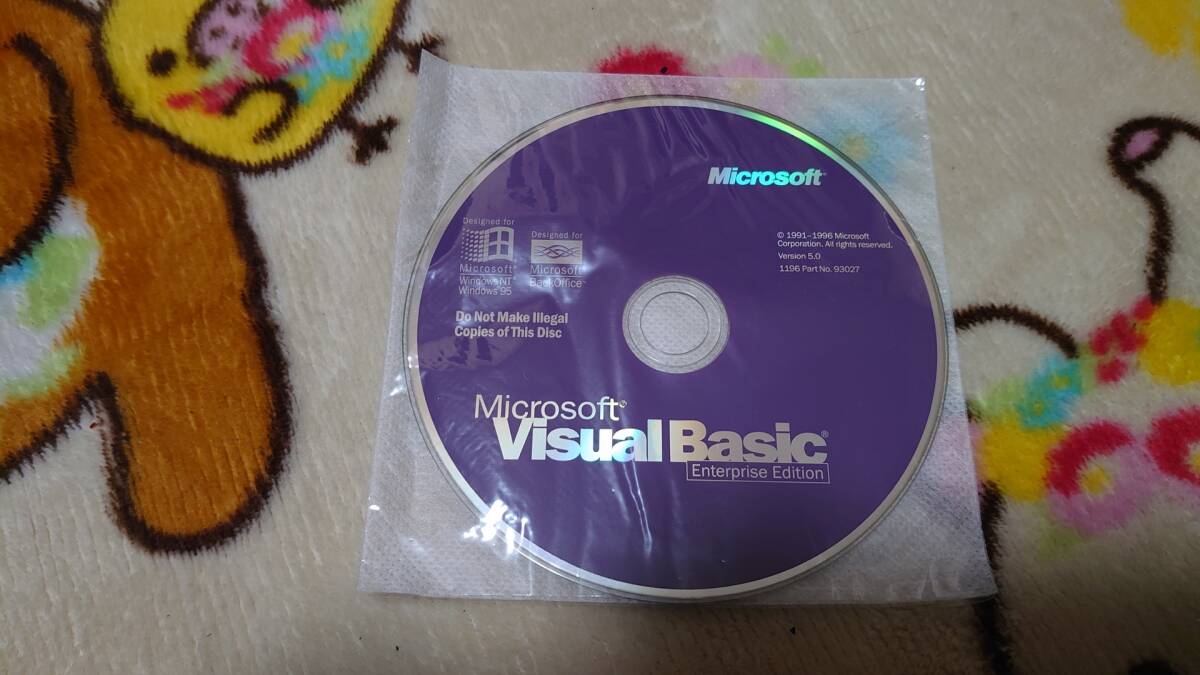 Microsoft
Designed for
Microsoft®
Windows NT®
Windows 95
Designed for
Microsoft®
BackOffice™
© 1991–1996 Microsoft
Corporation. All rights reserved.
Version 5.0
1196 Part No. 93027
Do Not Make Illegal
Copies of This Disc
Microsoft®
Visual Basic®
Enterprise Edition